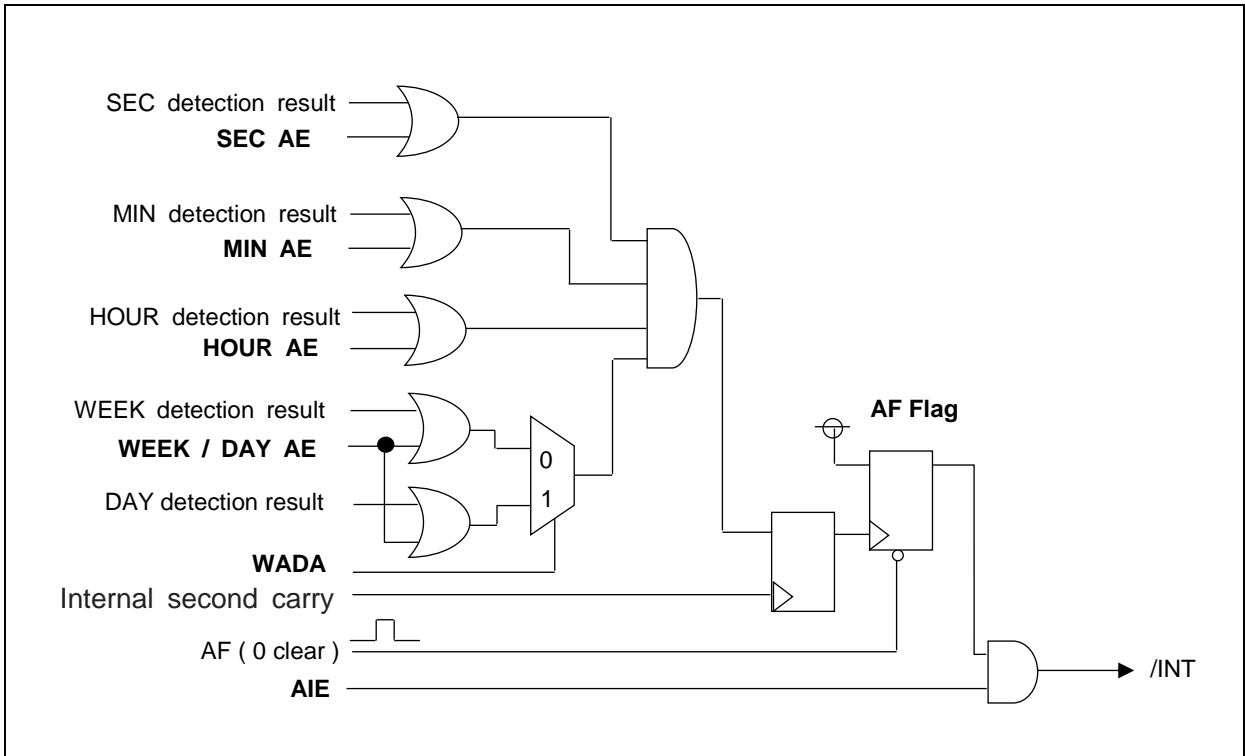 SEC detection result
SEC AE
MIN detection result
MIN AE
HOUR detection result
HOUR AE
WEEK detection result
WEEK / DAY AE
DAY detection result
0
1
WADA
Internal second carry
AF ( 0 clear )
AIE
AF Flag
/INT